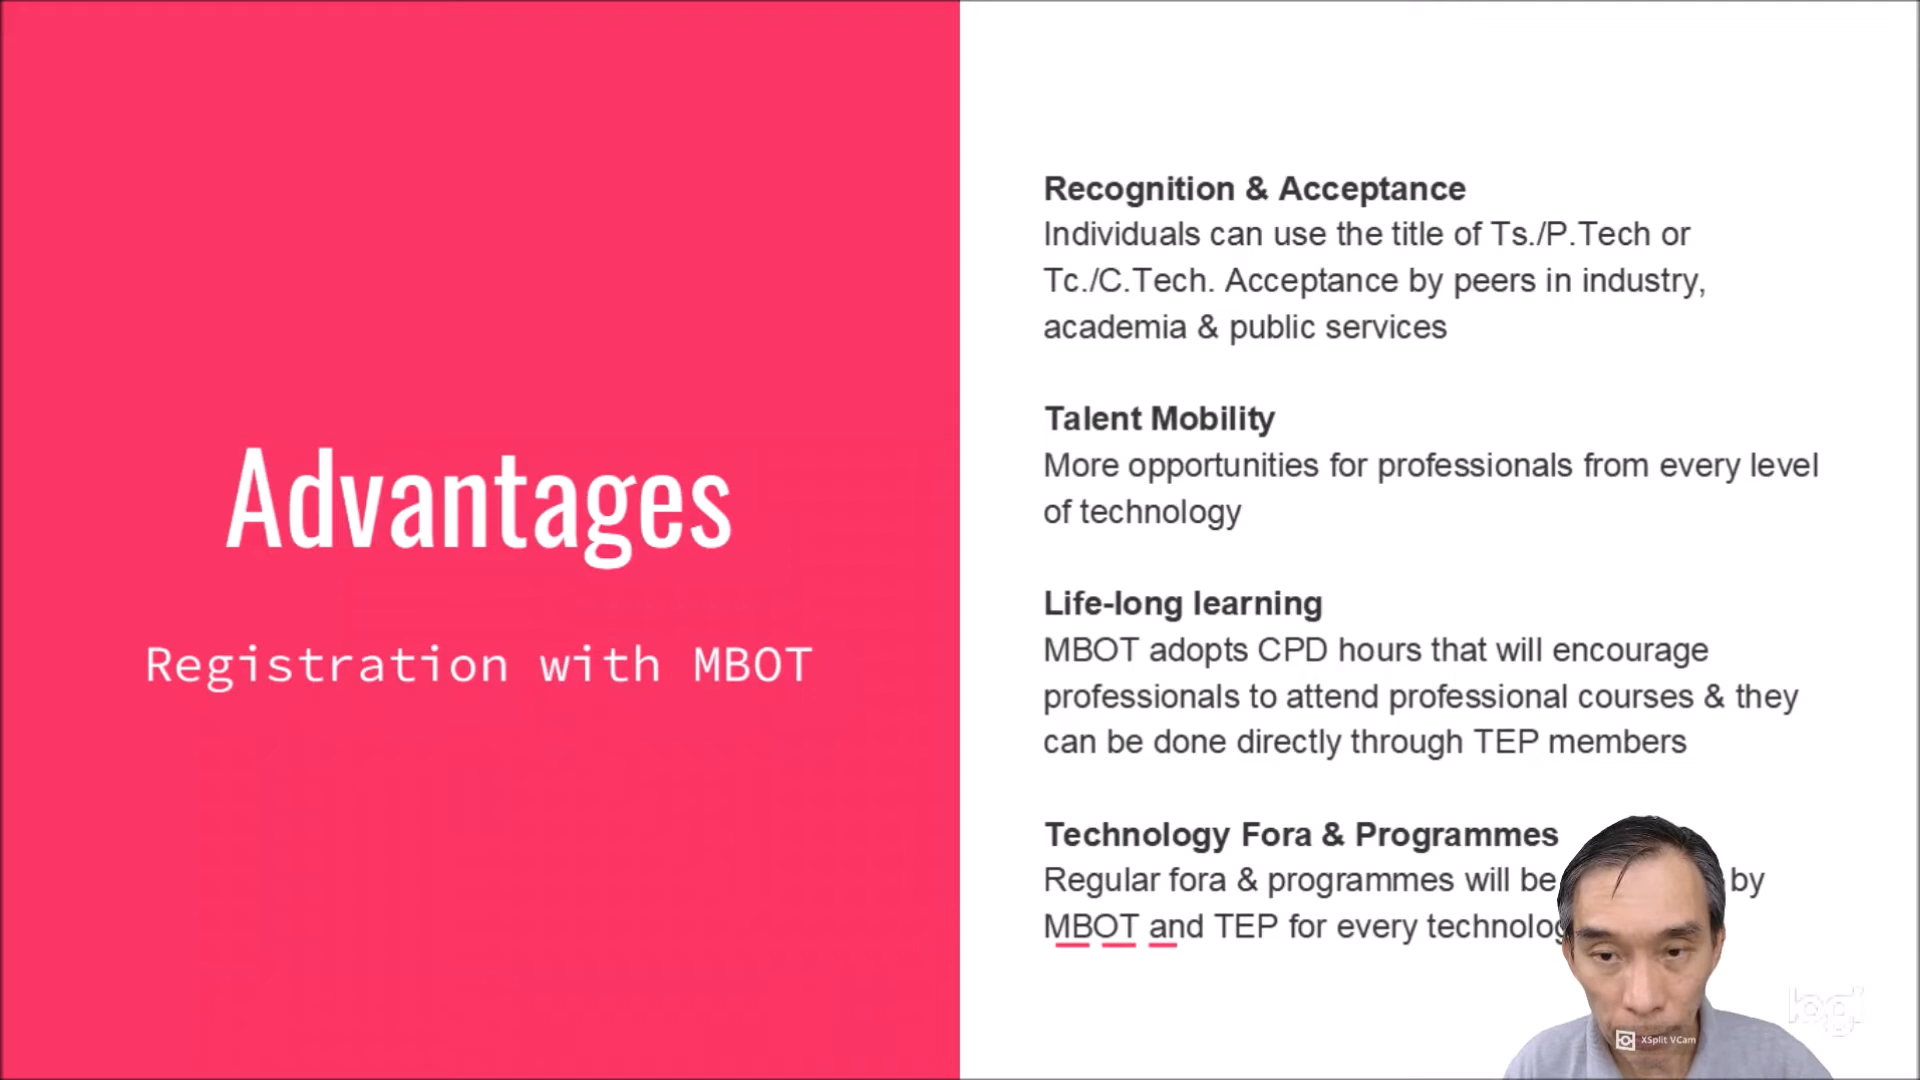 Advantages
Registration with MBOT
Recognition & Acceptance
Individuals can use the title of Ts./P.Tech or
Tc./C.Tech. Acceptance by peers in industry,
academia & public services
Talent Mobility
More opportunities for professionals from every level
of technology
Life-long learning
MBOT adopts CPD hours that will encourage
professionals to attend professional courses & they
can be done directly through TEP members
Technology Fora & Programmes
Regular fora & programmes will be by
MBOT and TEP for every
logi
XSplit VCam